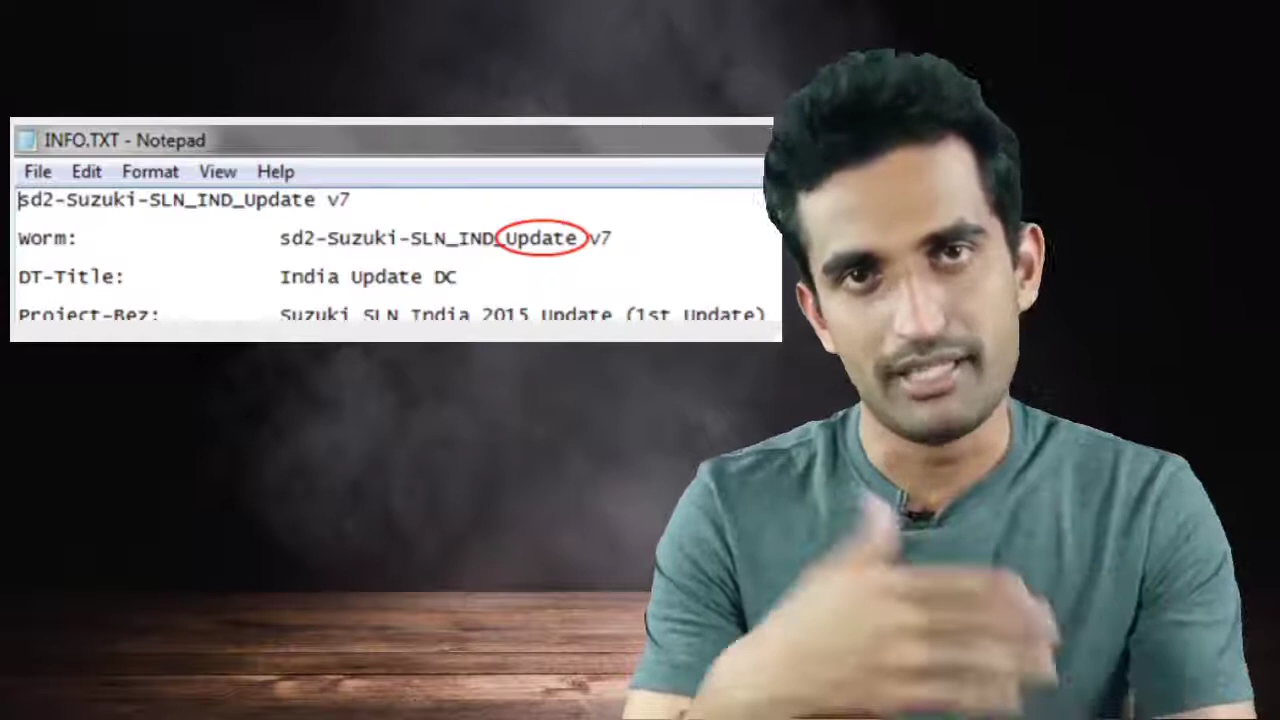 INFO.TXT - Notepad
File Edit Format View Help
sd2-Suzuki-SLN_IND_Update v7
Worm: sd2-Suzuki-SLN_IND_Update v7
DT-Title: India Update DC
Project-Bez: Suzuki SLN India 2015 Update (1st Update)